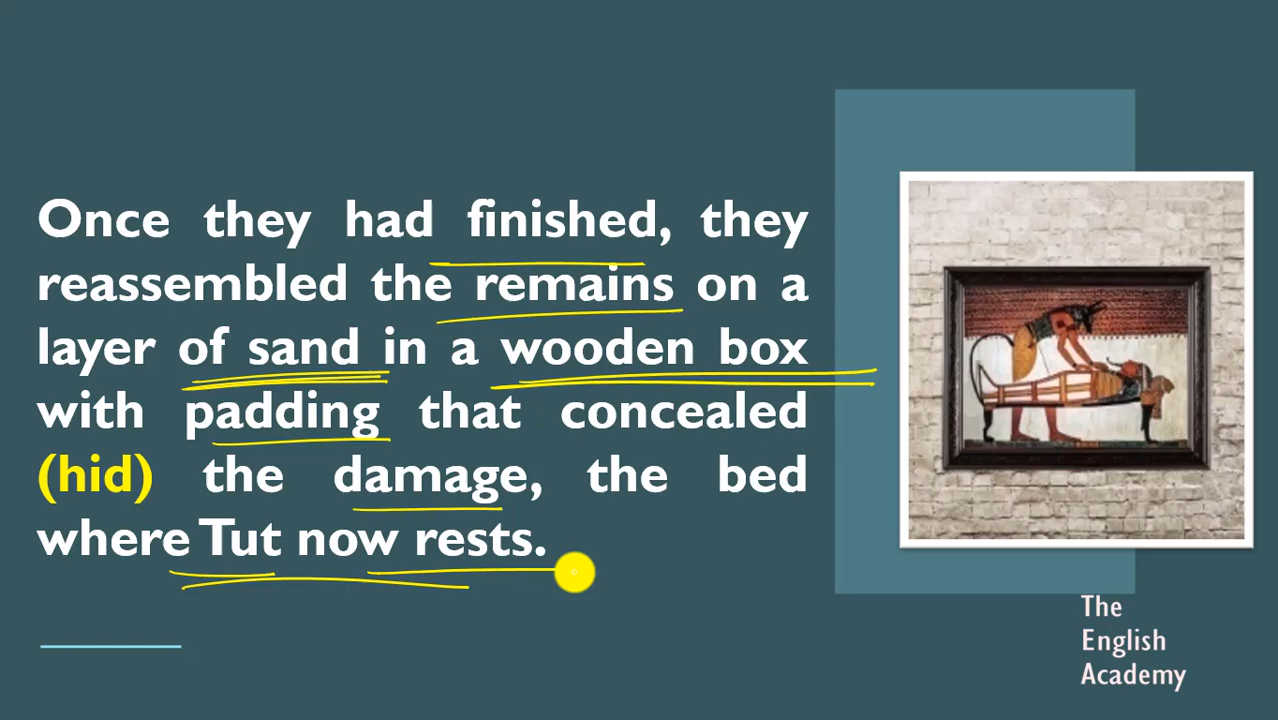 Once they had finished, they
reassembled the remains on a
layer of sand in a wooden box
with padding that concealed
(hid) the damage, the bed
where Tut now rests.
The
English
Academy